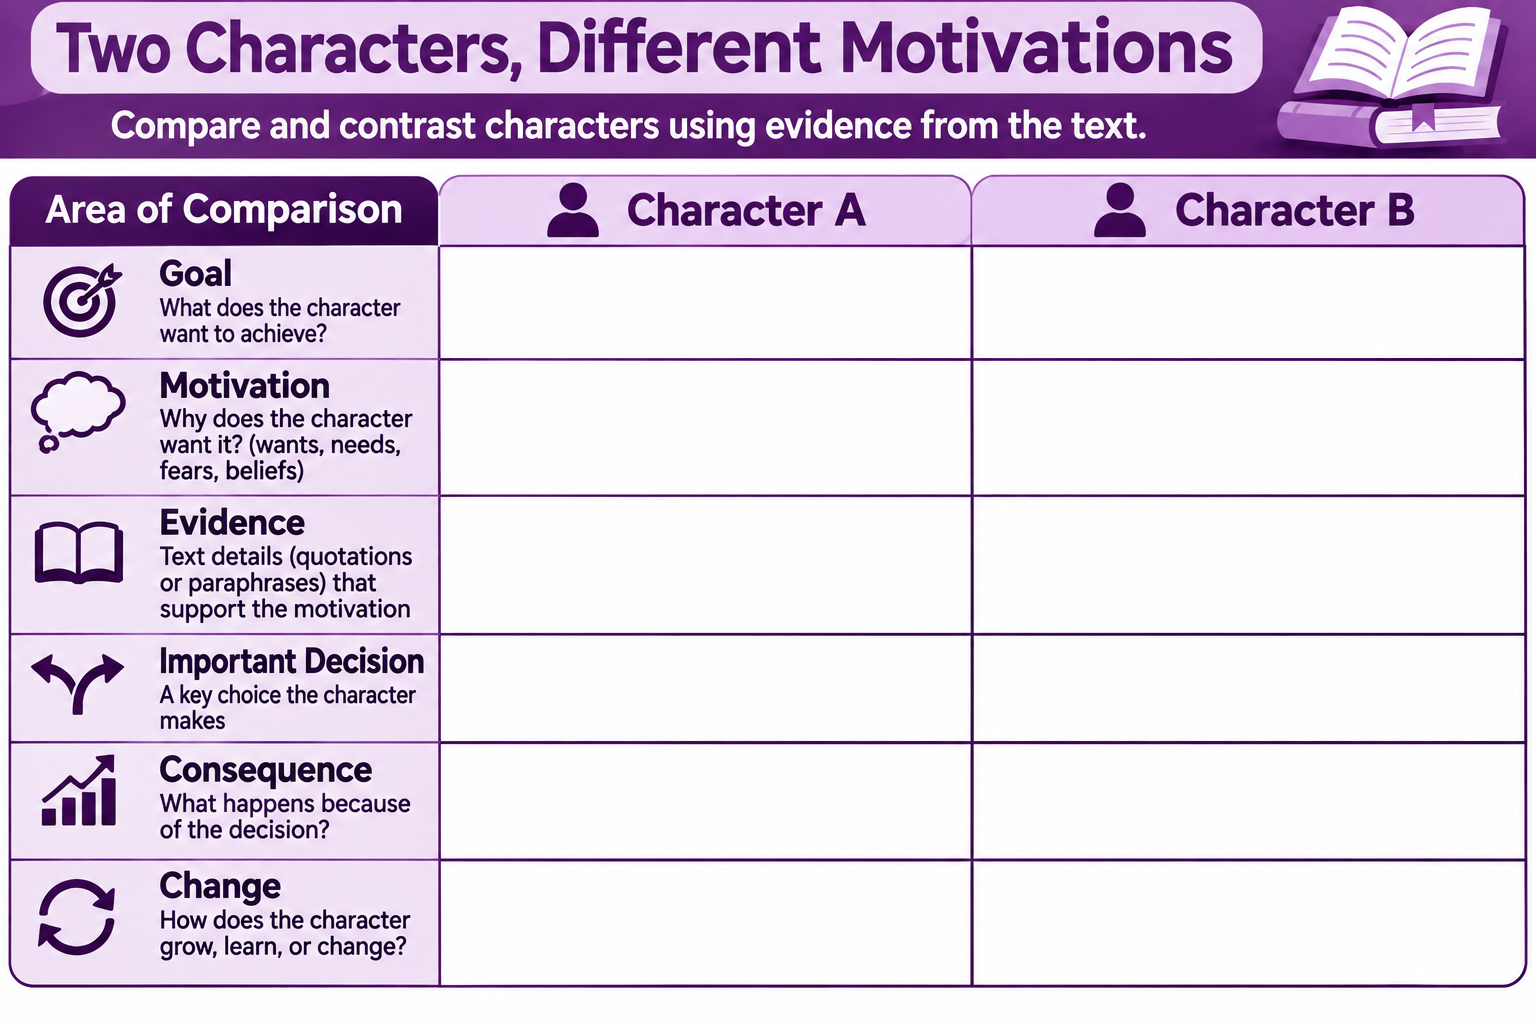 Two Characters, Different Motivations
Compare and contrast characters using evidence from the text.
Area of Comparison
Character A
Character B
Goal
What does the character
want to achieve?
Motivation
Why does the character
want it? (wants, needs,
fears, beliefs)
Evidence
Text details (quotations
or paraphrases) that
support the motivation
Important Decision
A key choice the character
makes
Consequence
What happens because
of the decision?
Change
How does the character
grow, learn, or change?